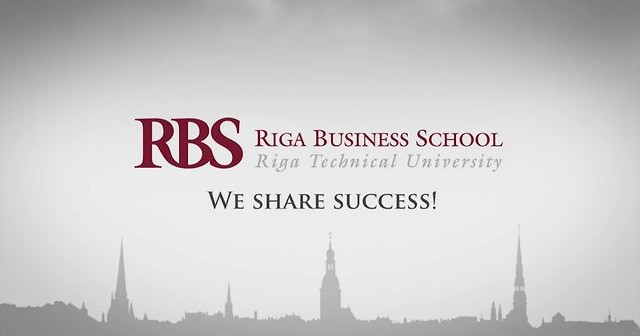 RBS
RIGA BUSINESS SCHOOL
Riga Technical University
WE SHARE SUCCESS!